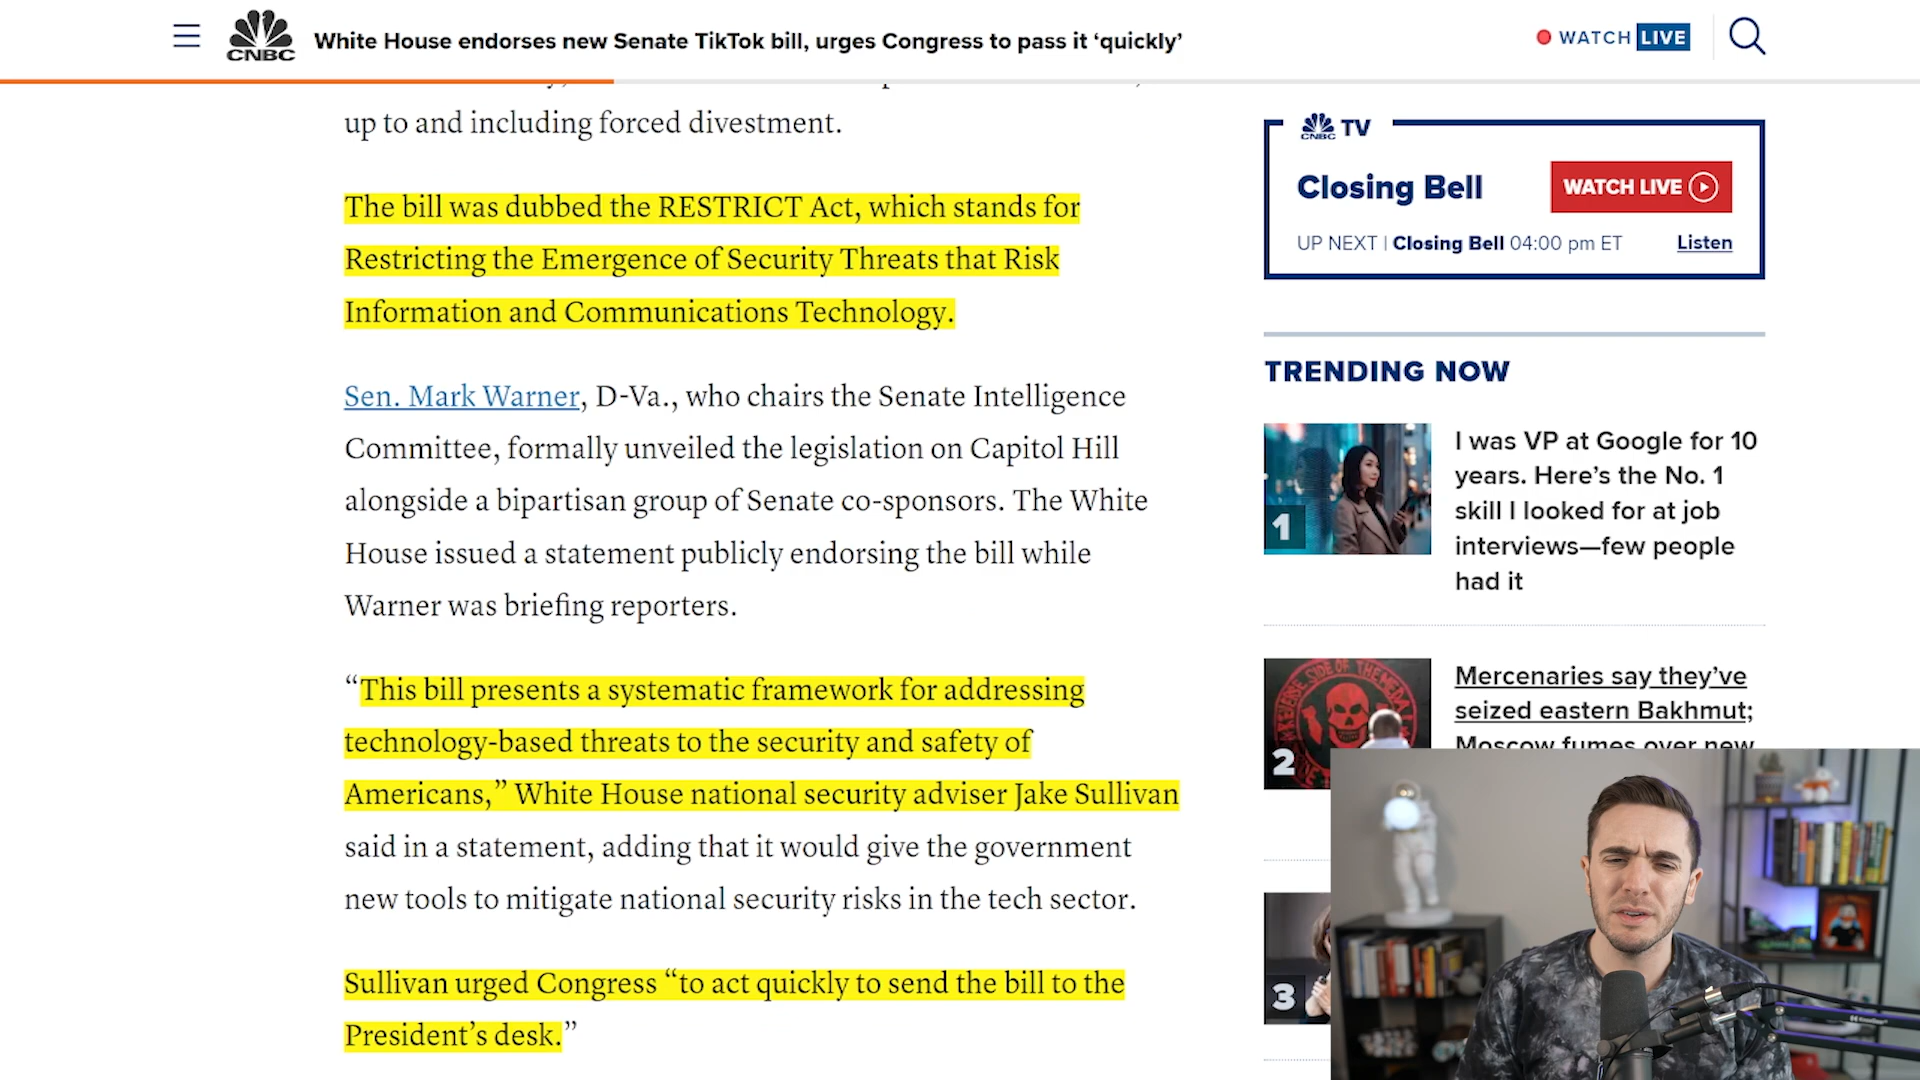 CNBC
White House endorses new Senate TikTok bill, urges Congress to pass it ‘quickly’
WATCH LIVE
up to and including forced divestment.
The bill was dubbed the RESTRICT Act, which stands for
Restricting the Emergence of Security Threats that Risk
Information and Communications Technology.
Sen. Mark Warner, D-Va., who chairs the Senate Intelligence
Committee, formally unveiled the legislation on Capitol Hill
alongside a bipartisan group of Senate co-sponsors. The White
House issued a statement publicly endorsing the bill while
Warner was briefing reporters.
“This bill presents a systematic framework for addressing
technology-based threats to the security and safety of
Americans,” White House national security adviser Jake Sullivan
said in a statement, adding that it would give the government
new tools to mitigate national security risks in the tech sector.
Sullivan urged Congress “to act quickly to send the bill to the
President’s desk.”
CNBC TV
Closing Bell
WATCH LIVE
UP NEXT | Closing Bell 04:00 pm ET
Listen
TRENDING NOW
1
I was VP at Google for 10
years. Here’s the No. 1
skill I looked for at job
interviews—few people
had it
2
Mercenaries say they’ve
seized eastern Bakhmut;
Moscow fumes over new
3